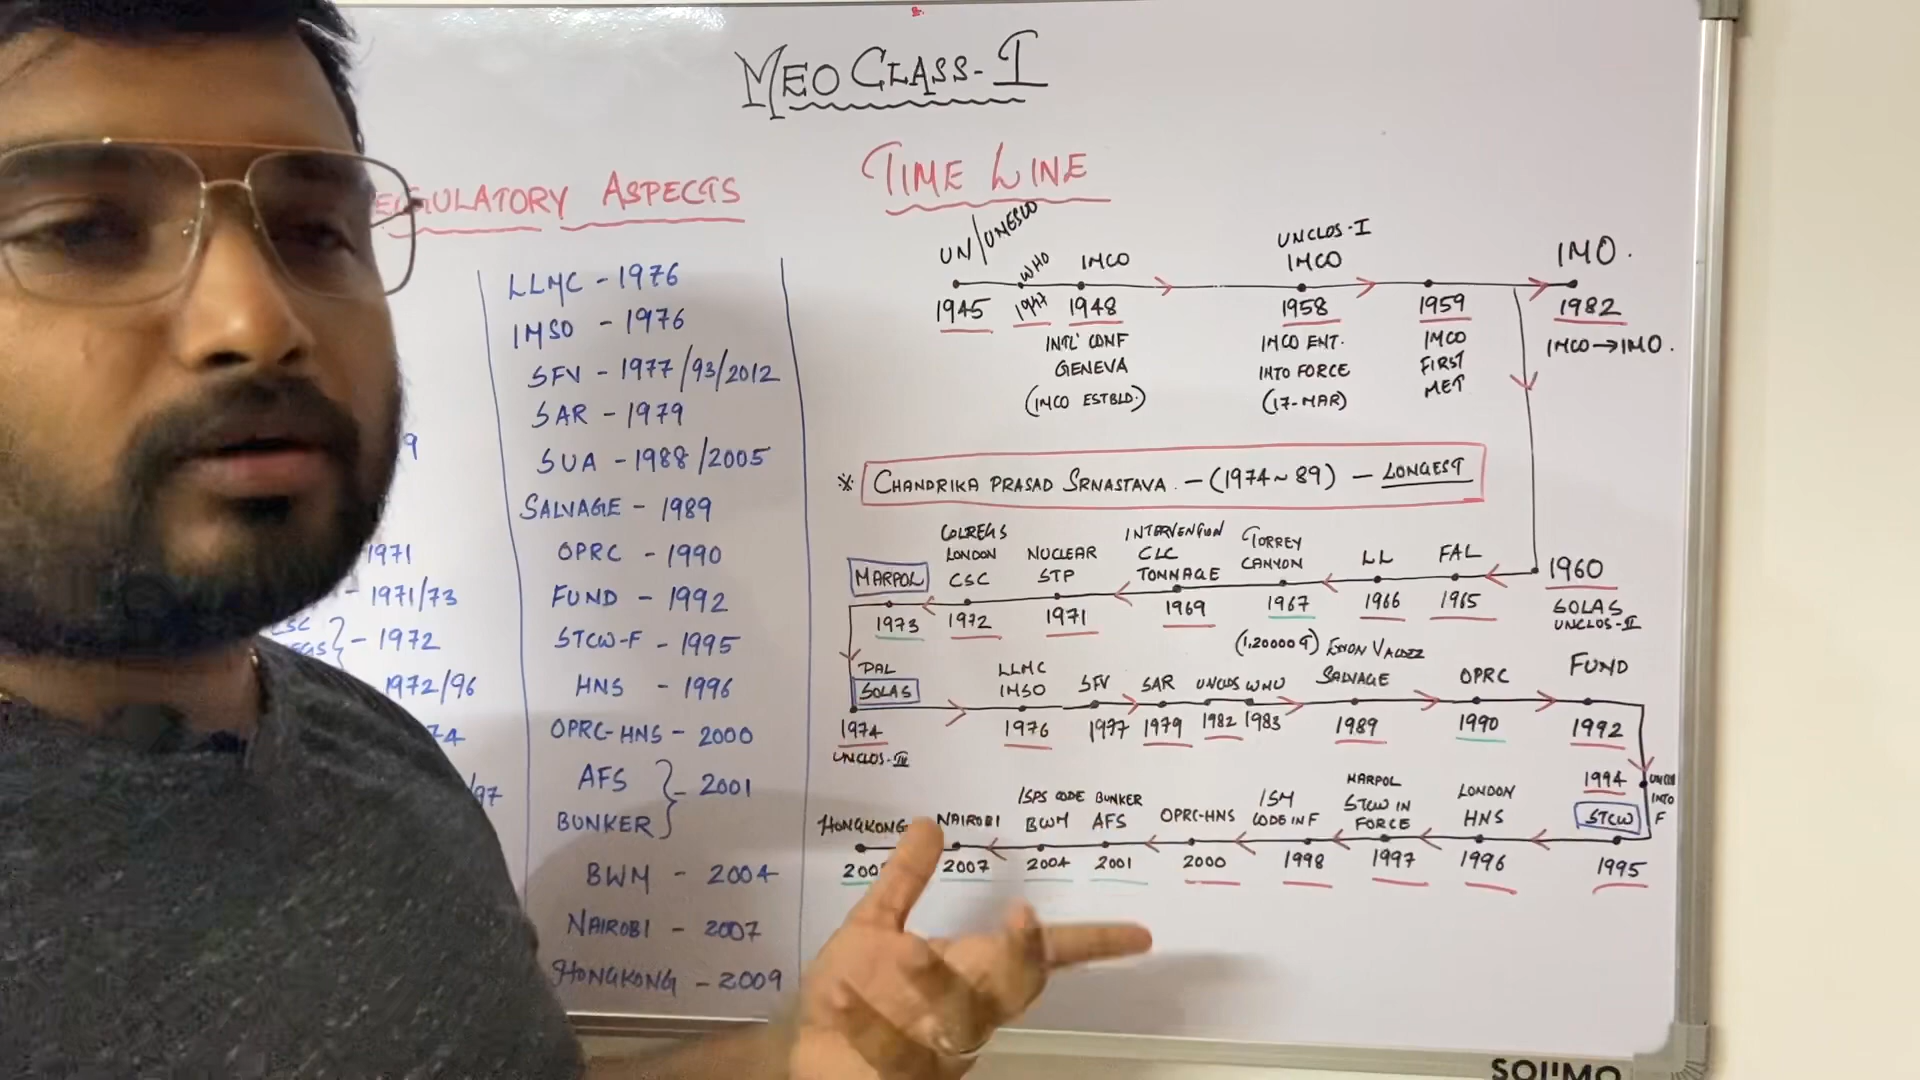 MEO CLASS-I
REGULATORY ASPECTS
LLMC - 1976
IMSO - 1976
SFV - 1977/93/2012
SAR - 1979
SUA - 1988/2005
SALVAGE - 1989
OPRC - 1990
FUND - 1992
STCW-F - 1995
HNS - 1996
OPRC-HNS - 2000
AFS
BUNKER } - 2001
BWM - 2004
NAIROBI - 2007
HONGKONG - 2009
9
1971
- 1971/73
CSC
EGS } - 1972
1972/96
74
/97
TIME LINE
UN/UNESCO
WHO
IMCO
UNCLOS-I
IMCO
IMO.
1945
1947
1948
1958
1959
1982
INTL' CONF
GENEVA
(IMCO ESTBLD.)
IMCO ENT.
INTO FORCE
(17-MAR)
IMCO
FIRST
MET
IMCO→IMO.
* CHANDRIKA PRASAD SRIVASTAVA. - (1974~89) - LONGEST
MARPOL
COLREGS
LONDON
CSC
NUCLEAR
STP
INTERVENTION
CLC
TONNAGE
TORREY
CANYON
LL
FAL
1973
1972
1971
1969
1967
1966
1965
1960
SOLAS
UNCLOS-II
PAL
SOLAS
LLMC
IMSO
SFV
SAR
UNCLOS
SALVAGE
OPRC
FUND
1974
1976
1977
1979
1982
1983
1989
1990
1992
UNCLOS-III
1994
INTO
F
HONGKONG
NAIROBI
ISPS CODE
BWM
BUNKER
AFS
OPRC-HNS
ISM
CODE IN F
MARPOL
STCW IN
FORCE
LONDON
HNS
STCW
200
2007
2004
2001
2000
1998
1997
1996
1995
SOLIMO